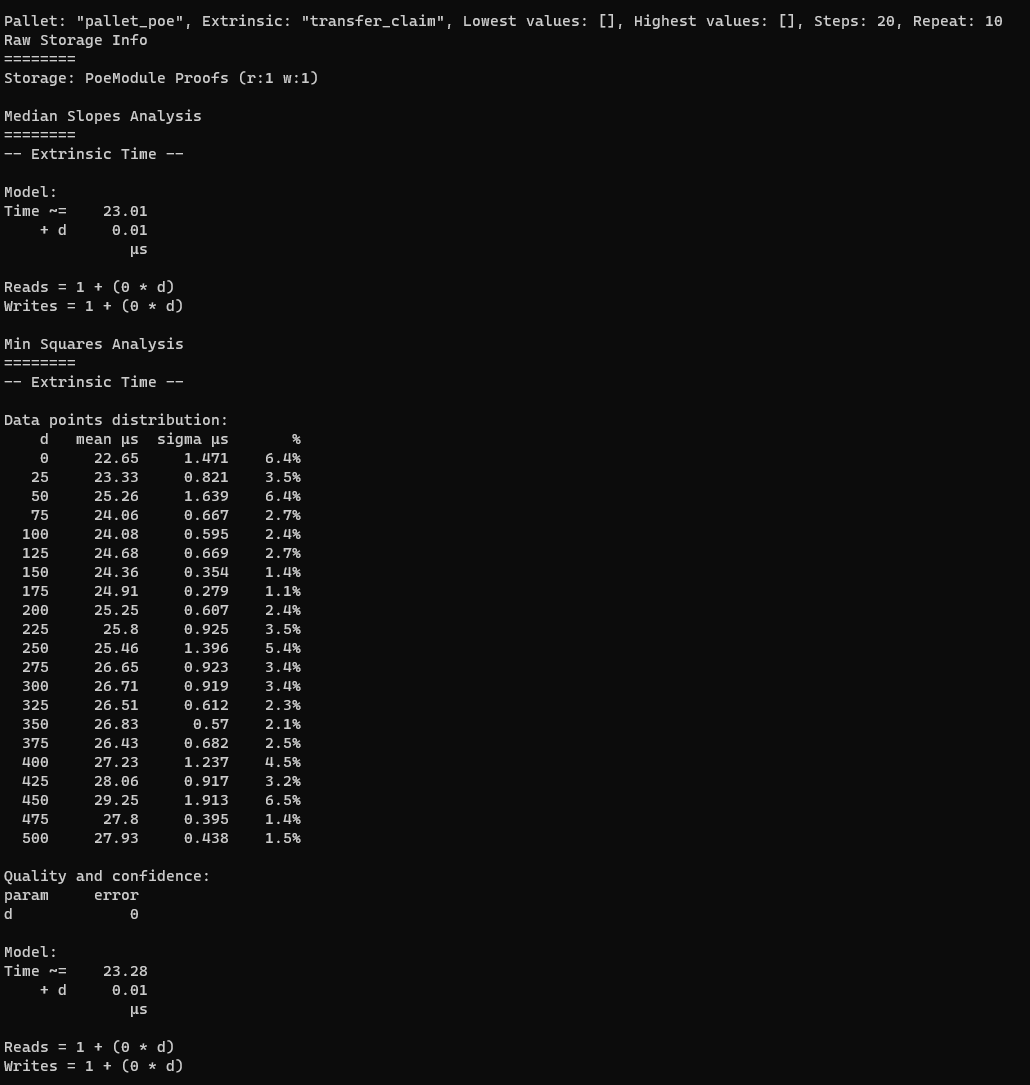 Pallet: "pallet_poe", Extrinsic: "transfer_claim", Lowest values: [], Highest values: [], Steps: 20, Repeat: 10
Raw Storage Info
========
Storage: PoeModule Proofs (r:1 w:1)

Median Slopes Analysis
========
-- Extrinsic Time --

Model:
Time ~=    23.01
    + d     0.01
              µs

Reads = 1 + (0 * d)
Writes = 1 + (0 * d)

Min Squares Analysis
========
-- Extrinsic Time --

Data points distribution:
    d   mean µs  sigma µs       %
    0     22.65     1.471    6.4%
   25     23.33     0.821    3.5%
   50     25.26     1.639    6.4%
   75     24.06     0.667    2.7%
  100     24.08     0.595    2.4%
  125     24.68     0.669    2.7%
  150     24.36     0.354    1.4%
  175     24.91     0.279    1.1%
  200     25.25     0.607    2.4%
  225      25.8     0.925    3.5%
  250     25.46     1.396    5.4%
  275     26.65     0.923    3.4%
  300     26.71     0.919    3.4%
  325     26.51     0.612    2.3%
  350     26.83      0.57    2.1%
  375     26.43     0.682    2.5%
  400     27.23     1.237    4.5%
  425     28.06     0.917    3.2%
  450     29.25     1.913    6.5%
  475      27.8     0.395    1.4%
  500     27.93     0.438    1.5%

Quality and confidence:
param     error
d             0

Model:
Time ~=    23.28
    + d     0.01
              µs

Reads = 1 + (0 * d)
Writes = 1 + (0 * d)